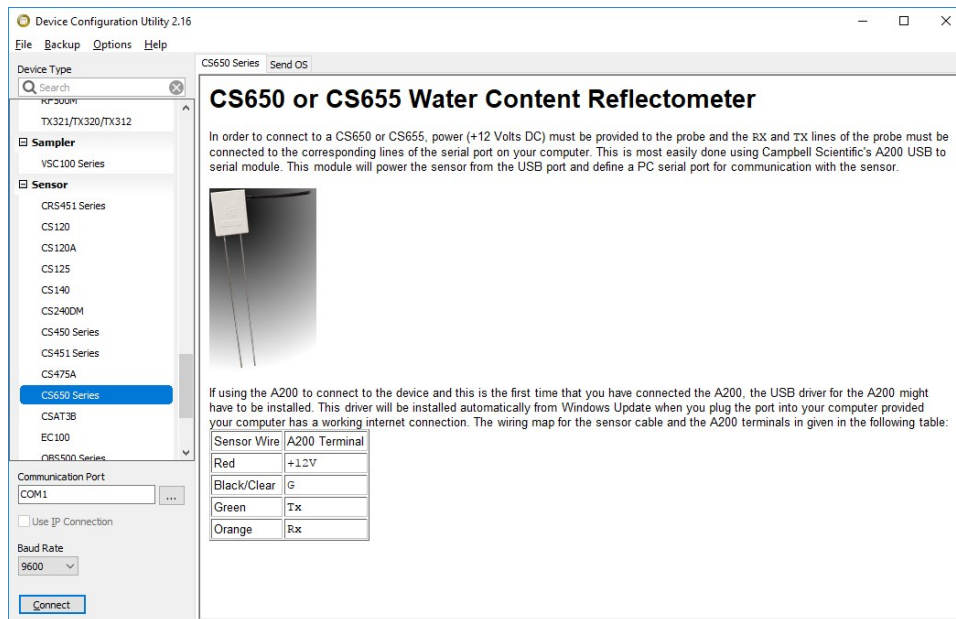 Device Configuration Utility 2.16
File Backup Options Help
Device Type
Search
RF500M
TX321/TX320/TX312
Sampler
VSC100 Series
Sensor
CRS451 Series
CS120
CS120A
CS125
CS140
CS240DM
CS450 Series
CS451 Series
CS475A
CS650 Series
CSAT3B
EC100
OBS500 Series
Communication Port
COM1
...
Use IP Connection
Baud Rate
9600
Connect
CS650 Series Send OS
CS650 or CS655 Water Content Reflectometer
In order to connect to a CS650 or CS655, power (+12 Volts DC) must be provided to the probe and the RX and TX lines of the probe must be
connected to the corresponding lines of the serial port on your computer. This is most easily done using Campbell Scientific's A200 USB to
serial module. This module will power the sensor from the USB port and define a PC serial port for communication with the sensor.
If using the A200 to connect to the device and this is the first time that you have connected the A200, the USB driver for the A200 might
have to be installed. This driver will be installed automatically from Windows Update when you plug the port into your computer provided
your computer has a working internet connection. The wiring map for the sensor cable and the A200 terminals in given in the following table:
Sensor Wire A200 Terminal
Red +12V
Black/Clear G
Green Tx
Orange Rx